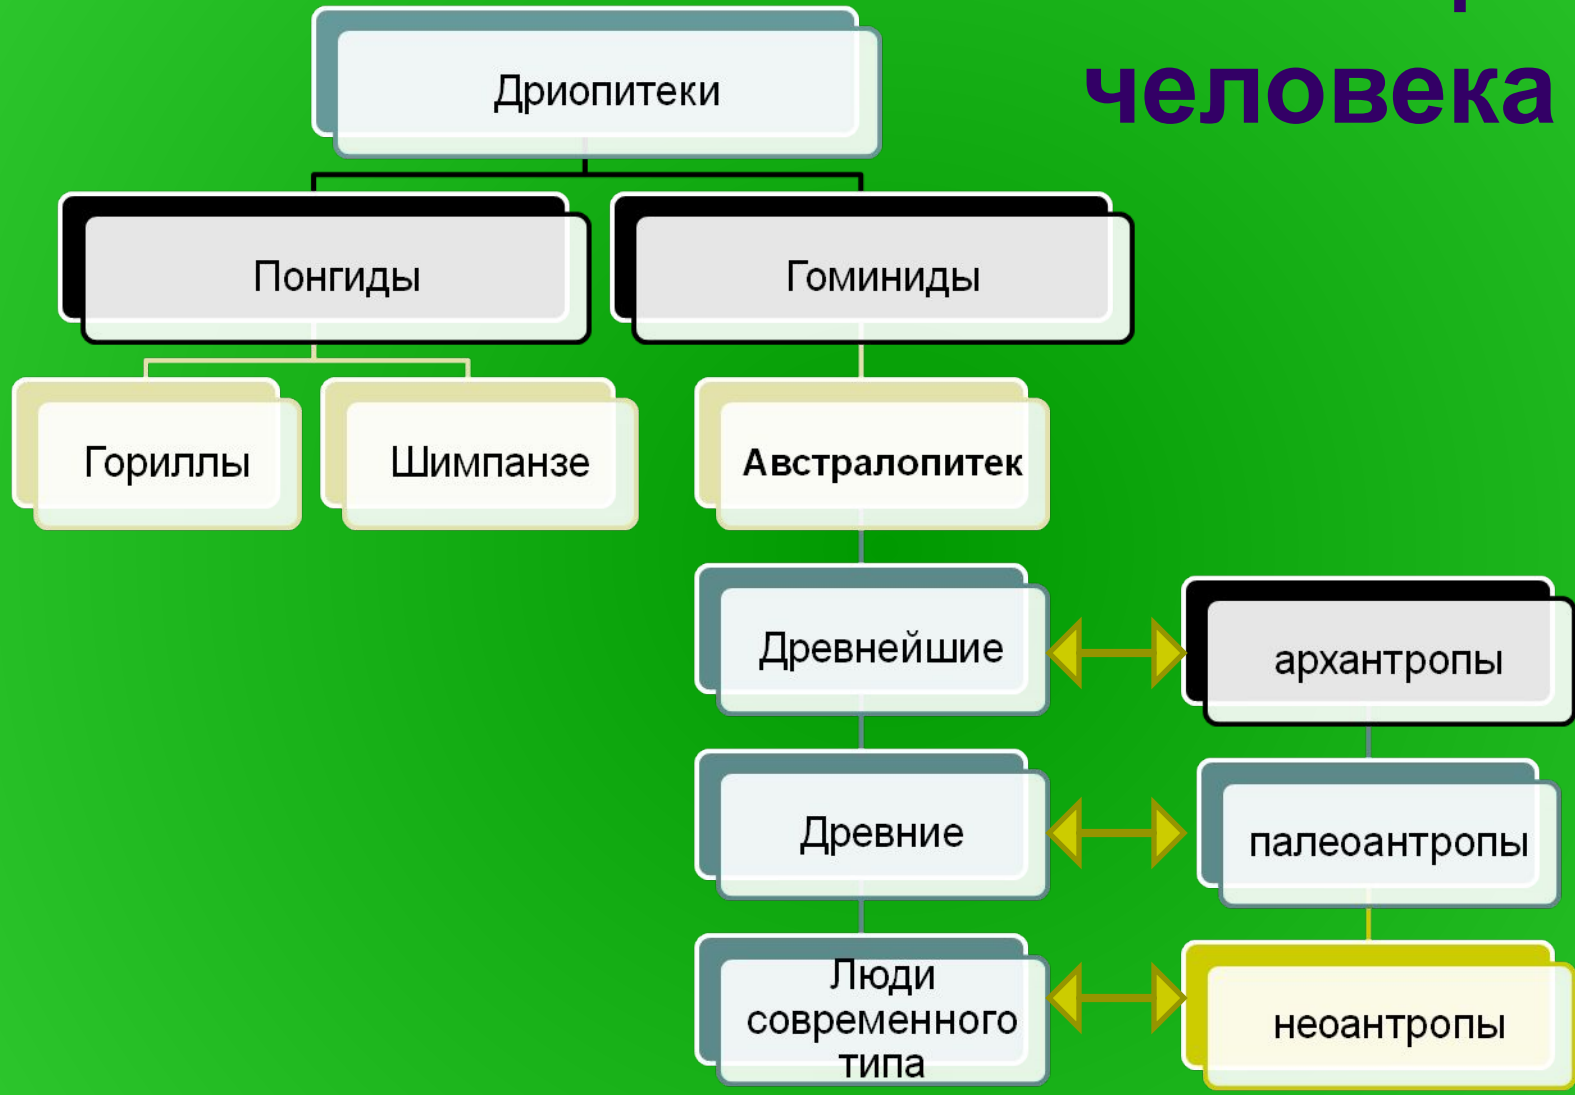 человека
Дриопитеки
Понгиды
Гоминиды
Гориллы
Шимпанзе
Австралопитек
Древнейшие
архантропы
Древние
палеоантропы
Люди
современного
типа
неоантропы